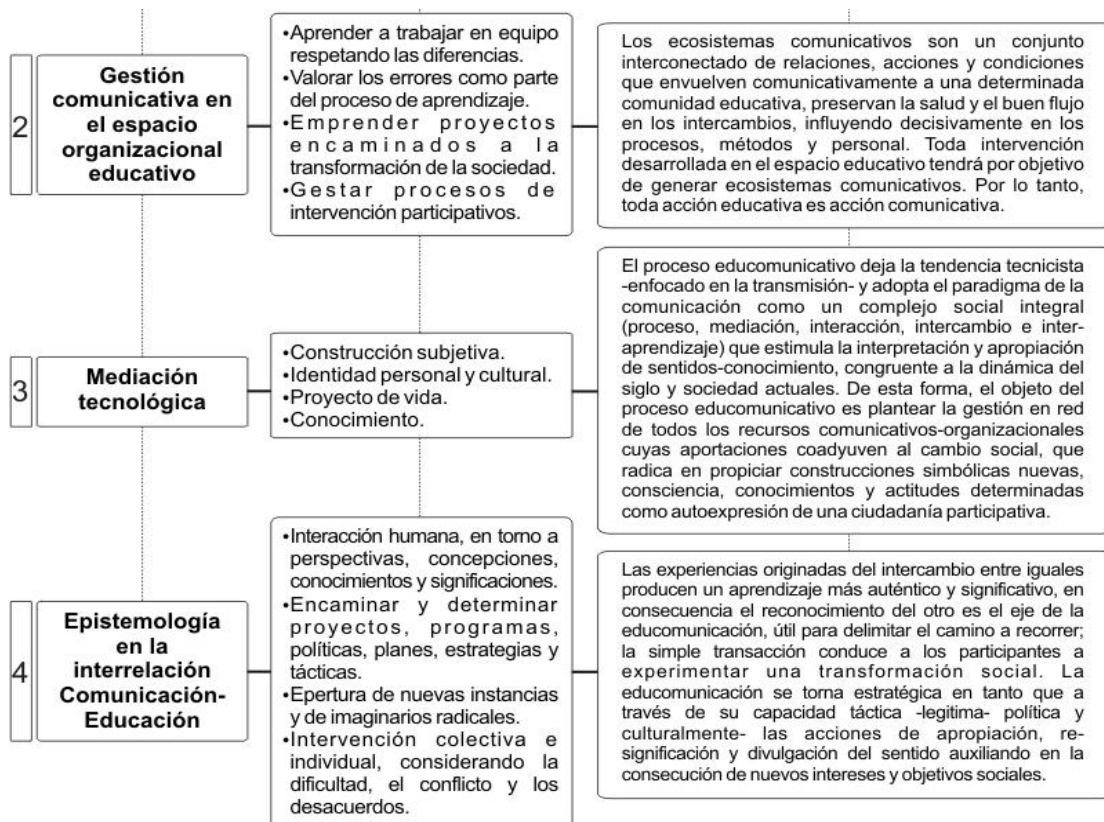 2
Gestión
comunicativa en
el espacio
organizacional
educativo
•Aprender a trabajar en equipo
respetando las diferencias.
•Valorar los errores como parte
del proceso de aprendizaje.
•Emprender proyectos
encaminados a la
transformación de la sociedad.
•Gestar procesos de
intervención participativos.
Los ecosistemas comunicativos son un conjunto
interconectado de relaciones, acciones y condiciones
que envuelven comunicativamente a una determinada
comunidad educativa, preservan la salud y el buen flujo
en los intercambios, influyendo decisivamente en los
procesos, métodos y personal. Toda intervención
desarrollada en el espacio educativo tendrá por objetivo
de generar ecosistemas comunicativos. Por lo tanto,
toda acción educativa es acción comunicativa.
3
Mediación
tecnológica
•Construcción subjetiva.
•Identidad personal y cultural.
•Proyecto de vida.
•Conocimiento.
El proceso educomunicativo deja la tendencia tecnicista
-enfocado en la transmisión- y adopta el paradigma de la
comunicación como un complejo social integral
(proceso, mediación, interacción, intercambio e inter-
aprendizaje) que estimula la interpretación y apropiación
de sentidos-conocimiento, congruente a la dinámica del
siglo y sociedad actuales. De esta forma, el objeto del
proceso educomunicativo es plantear la gestión en red
de todos los recursos comunicativos-organizacionales
cuyas aportaciones coadyuven al cambio social, que
radica en propiciar construcciones simbólicas nuevas,
consciencia, conocimientos y actitudes determinadas
como autoexpresión de una ciudadanía participativa.
4
Epistemología
en la
interrelación
Comunicación-
Educación
•Interacción humana, en torno a
perspectivas, concepciones,
conocimientos y significaciones.
•Encaminar y determinar
proyectos, programas,
políticas, planes, estrategias y
tácticas.
•Epertura de nuevas instancias
y de imaginarios radicales.
•Intervención colectiva e
individual, considerando la
dificultad, el conflicto y los
desacuerdos.
Las experiencias originadas del intercambio entre iguales
producen un aprendizaje más auténtico y significativo, en
consecuencia el reconocimiento del otro es el eje de la
educomunicación, útil para delimitar el camino a recorrer;
la simple transacción conduce a los participantes a
experimentar una transformación social. La
educomunicación se torna estratégica en tanto que a
través de su capacidad táctica -legitima- política y
culturalmente- las acciones de apropiación, re-
significación y divulgación del sentido auxiliando en la
consecución de nuevos intereses y objetivos sociales.